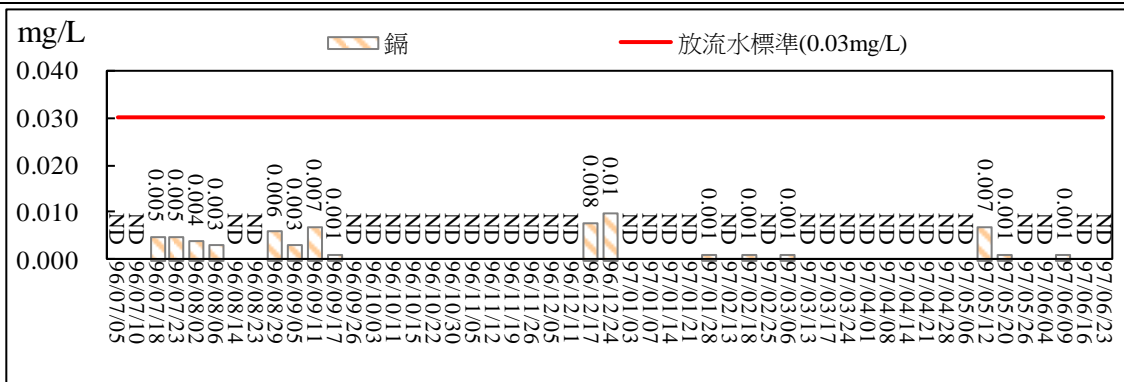 mg/L
鎘
放流水標準(0.03mg/L)
0.040
0.030
0.020
0.010
0.000
ND
ND
0.005
0.005
0.004
0.003
ND
ND
0.006
0.003
0.007
0.001
ND
ND
ND
ND
ND
ND
ND
ND
ND
ND
ND
ND
0.008
0.01
ND
ND
ND
ND
0.001
ND
0.001
ND
0.001
ND
ND
ND
ND
ND
ND
ND
ND
ND
0.007
0.001
ND
ND
0.001
ND
ND
96/07/05
96/07/10
96/07/18
96/07/23
96/08/02
96/08/06
96/08/14
96/08/23
96/08/29
96/09/05
96/09/11
96/09/17
96/09/26
96/10/03
96/10/11
96/10/15
96/10/22
96/10/30
96/11/05
96/11/12
96/11/19
96/11/26
96/12/05
96/12/11
96/12/17
96/12/24
97/01/03
97/01/07
97/01/14
97/01/21
97/01/28
97/02/13
97/02/18
97/02/25
97/03/06
97/03/13
97/03/17
97/03/24
97/04/01
97/04/08
97/04/14
97/04/21
97/04/28
97/05/06
97/05/12
97/05/20
97/05/26
97/06/04
97/06/09
97/06/16
97/06/23